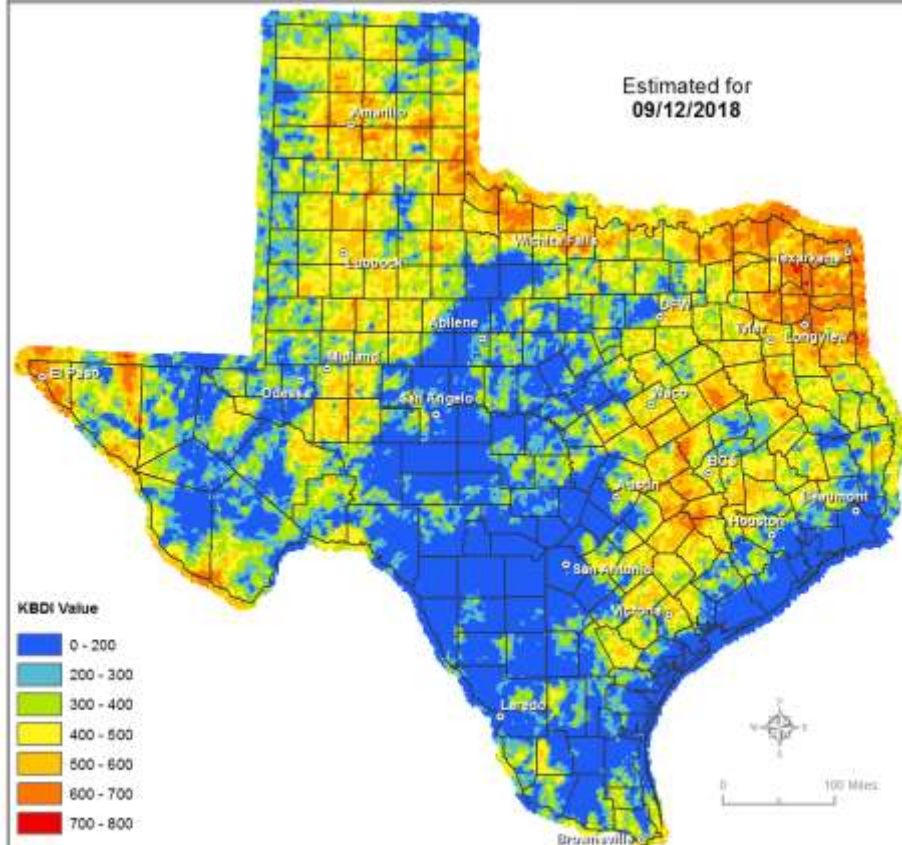 Estimated for
09/12/2018
Amarillo
Wichita Falls
Lubbock
Texarkana
DFW
Abilene
Tyler
Longview
Midland
El Paso
Odessa
San Angelo
Waco
BCS
Austin
Beaumont
Houston
San Antonio
Victoria
KBDI Value
0 - 200
200 - 300
300 - 400
400 - 500
500 - 600
600 - 700
700 - 800
Laredo
N
W E
S
0 100 Miles
Brownsville